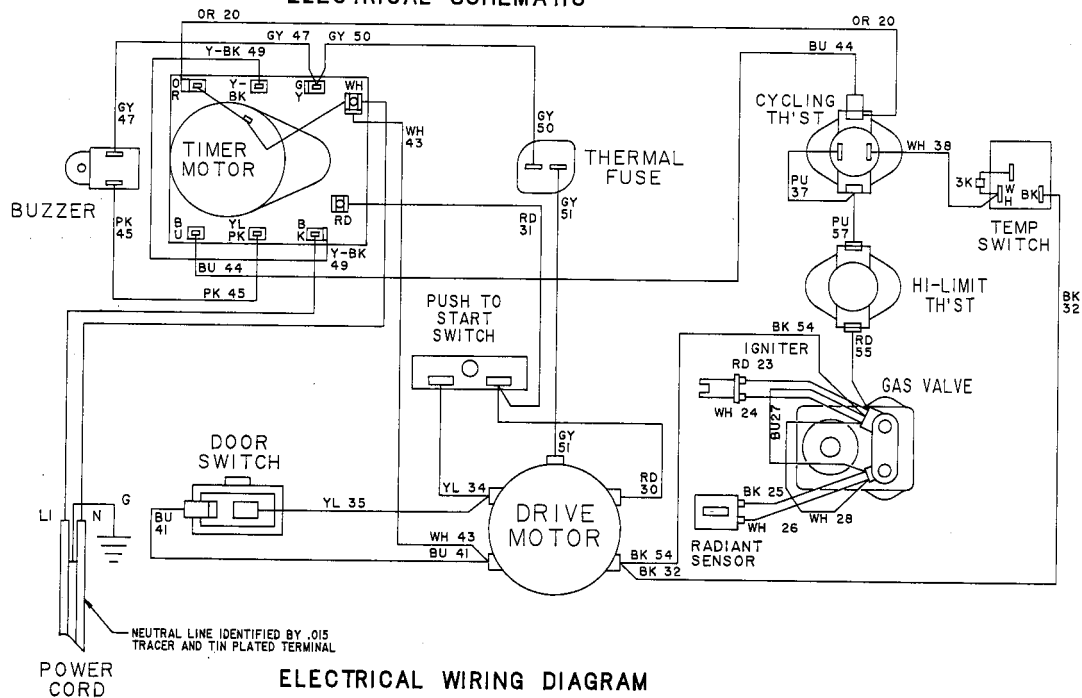 ELECTRICAL SCHEMATIC
OR 20
OR 20
GY 47
GY 50
Y-BK 49
BU 44
O
R
Y-
BK
G
Y
WH
GY
47
TIMER
MOTOR
WH
43
GY
50
THERMAL
FUSE
CYCLING
TH'ST
WH 38
PU
37
3K
W
H
BK
TEMP
SWITCH
BUZZER
PK
45
RD
B
U
YL
PK
B
K
Y-BK
49
RD
31
GY
51
PU
57
BU 44
PK 45
HI-LIMIT
TH'ST
BK
32
PUSH TO
START
SWITCH
BK 54
RD
55
IGNITER
RD 23
WH 24
BU27
GAS VALVE
DOOR
SWITCH
GY
51
YL 34
RD
30
YL 35
BK 25
WH 26
WH 28
RADIANT
SENSOR
LI
N
G
BU
41
DRIVE
MOTOR
WH 43
BU 41
BK 54
BK 32
NEUTRAL LINE IDENTIFIED BY .015
TRACER AND TIN PLATED TERMINAL
POWER
CORD
ELECTRICAL WIRING DIAGRAM